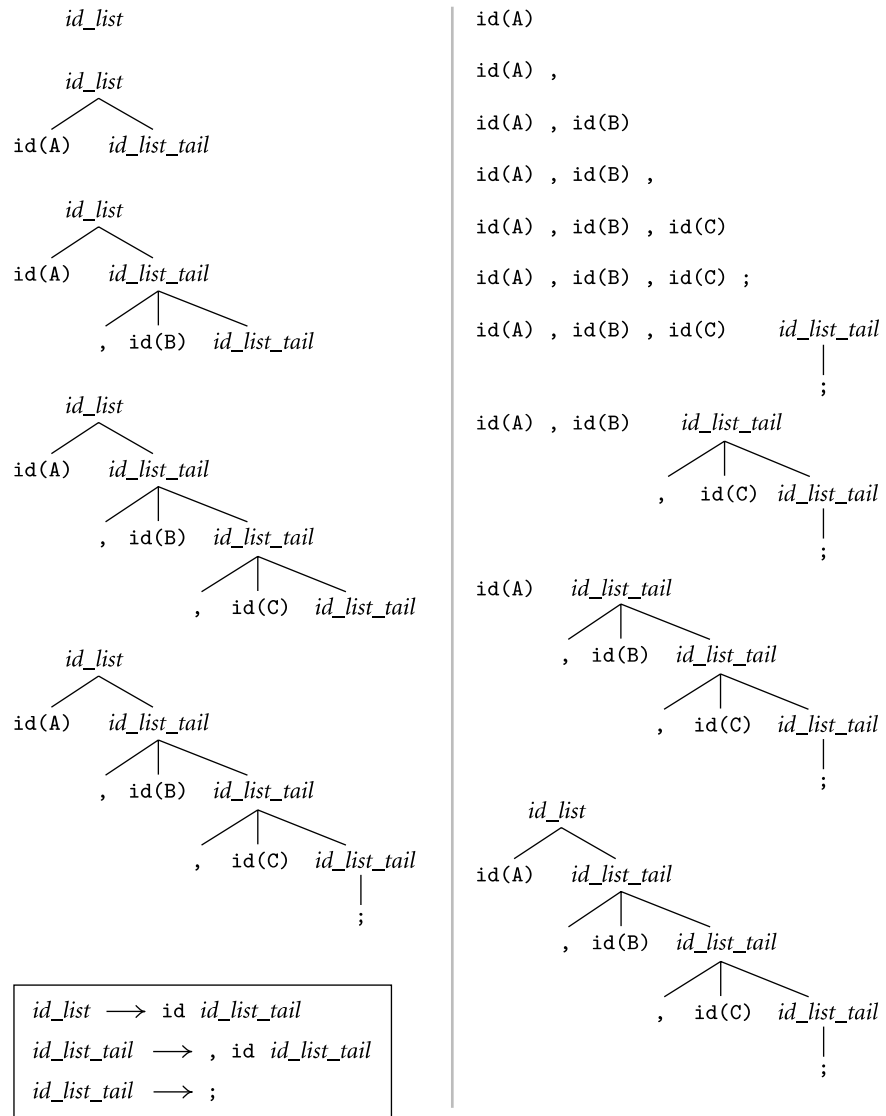 id_list
id_list
id(A) id_list_tail
id_list
id(A) id_list_tail
, id(B) id_list_tail
id_list
id(A) id_list_tail
, id(B) id_list_tail
, id(C) id_list_tail
id_list
id(A) id_list_tail
, id(B) id_list_tail
, id(C) id_list_tail
;
id_list ⟶ id id_list_tail
id_list_tail ⟶ , id id_list_tail
id_list_tail ⟶ ;
id(A)
id(A) ,
id(A) , id(B)
id(A) , id(B) ,
id(A) , id(B) , id(C)
id(A) , id(B) , id(C) ;
id(A) , id(B) , id(C) id_list_tail
;
id(A) , id(B) id_list_tail
, id(C) id_list_tail
;
id(A) id_list_tail
, id(B) id_list_tail
, id(C) id_list_tail
;
id_list
id(A) id_list_tail
, id(B) id_list_tail
, id(C) id_list_tail
;